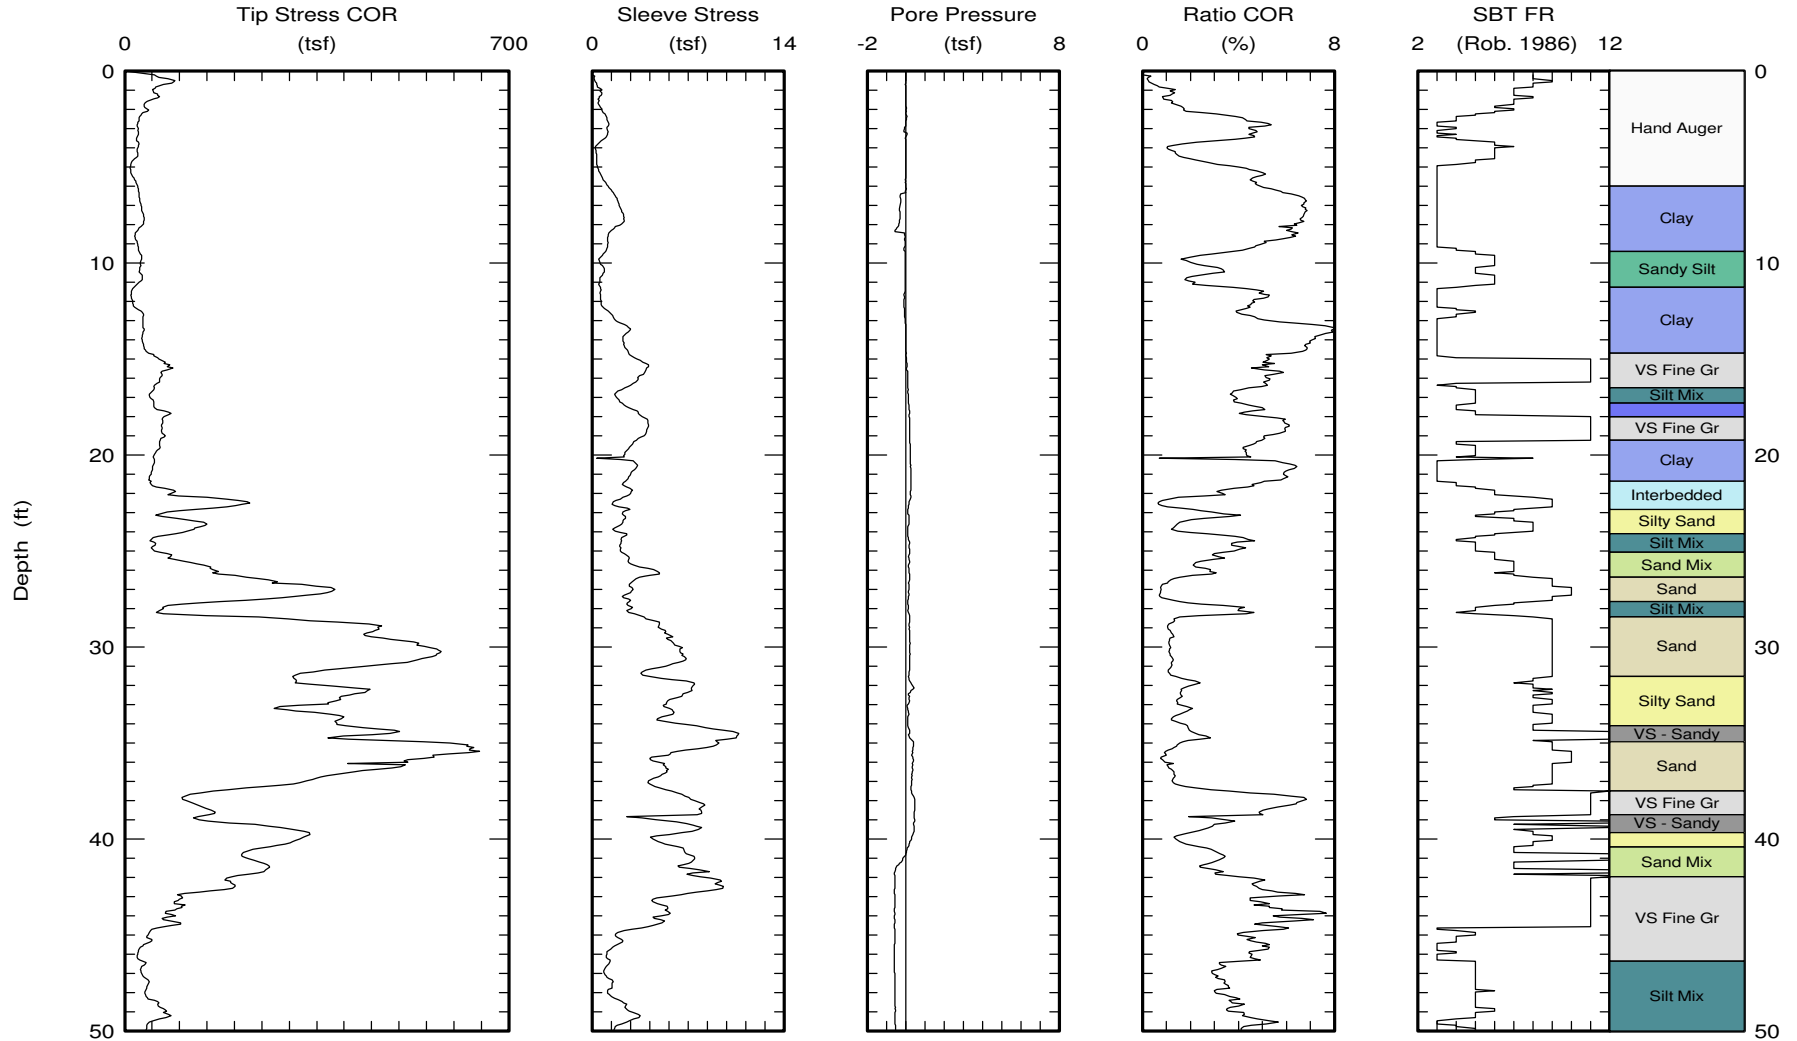 Tip Stress COR Sleeve Stress Pore Pressure Ratio COR SBT FR
0 (tsf) 700 0 (tsf) 14 -2 (tsf) 8 0 (%) 8 2 (Rob. 1986) 12
0 0
Hand Auger
Clay
10 Sandy Silt 10
Clay
VS Fine Gr
Silt Mix
VS Fine Gr
20 Clay 20
Interbedded
Silty Sand
Silt Mix
Sand Mix
Depth (ft)
Sand
Silt Mix
30 Sand 30
Silty Sand
VS - Sandy
Sand
VS Fine Gr
VS - Sandy
40 40
Sand Mix
VS Fine Gr
Silt Mix
50 50